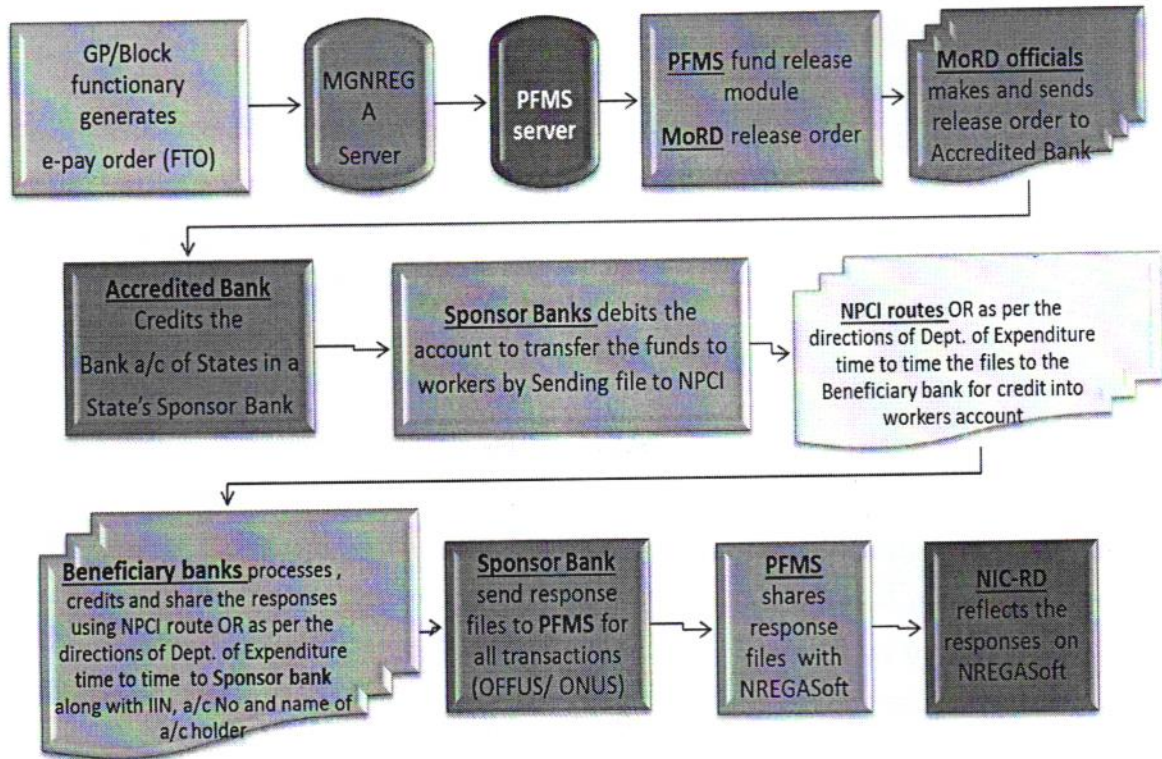 GP/Block
functionary
generates
e-pay order (FTO)
MGNREG
A
Server
PFMS
server
PFMS fund release
module
MoRD release order
MoRD officials
makes and sends
release order to
Accredited Bank
Accredited Bank
Credits the
Bank a/c of States in a
State's Sponsor Bank
Sponsor Banks debits the
account to transfer the funds to
workers by Sending file to NPCI
NPCI routes OR as per the
directions of Dept. of Expenditure
time to time the files to the
Beneficiary bank for credit into
workers account
Beneficiary banks processes ,
credits and share the responses
using NPCI route OR as per the
directions of Dept. of Expenditure
time to time to Sponsor bank
along with IIN, a/c No and name of
a/c holder
Sponsor Bank
send response
files to PFMS for
all transactions
(OFFUS/ ONUS)
PFMS
shares
response
files with
NREGASoft
NIC-RD
reflects the
responses on
NREGASoft